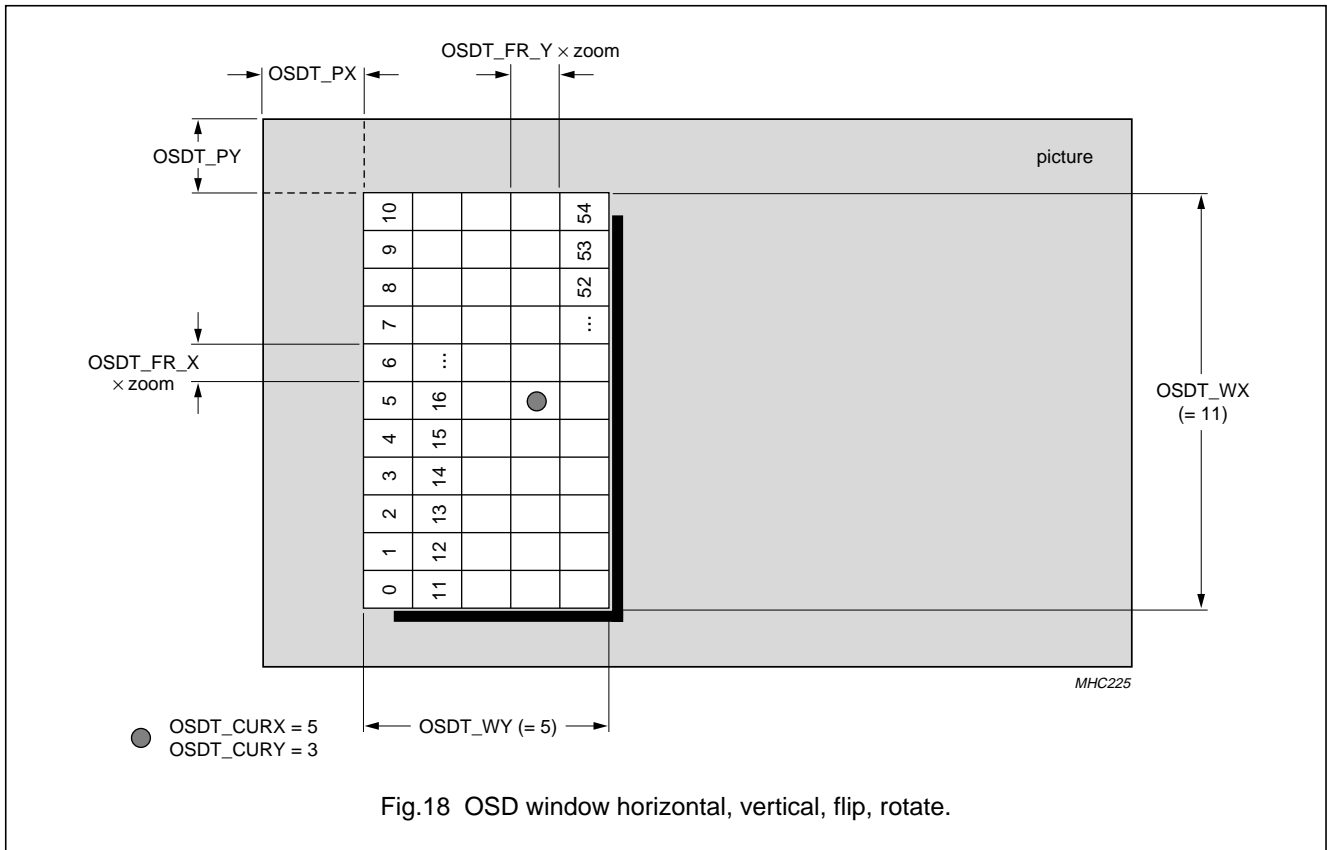 OSDT_FR_Y × zoom
OSDT_PX
OSDT_PY
picture
10 54
9 53
8 52
7 ...
6 ...
OSDT_FR_X
× zoom
5 16
4 15
3 14
2 13
1 12
0 11
OSDT_WX
(= 11)
MHC225
OSDT_CURX = 5
OSDT_CURY = 3
OSDT_WY (= 5)
Fig.18 OSD window horizontal, vertical, flip, rotate.